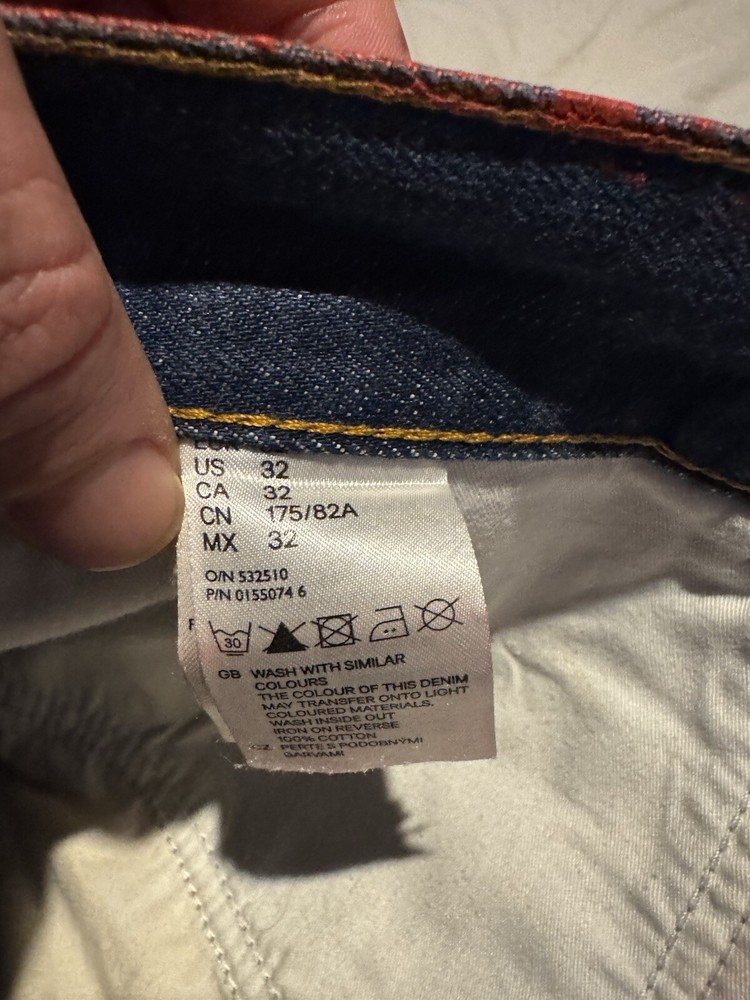 US 32
CA 32
CN 175/82A
MX 32
O/N 532510
P/N 0155074 6
30
GB WASH WITH SIMILAR
COLOURS
THE COLOUR OF THIS DENIM
MAY TRANSFER ONTO LIGHT
COLOURED MATERIALS.
WASH INSIDE OUT
IRON ON REVERSE
100% COTTON
CZ PERTE S PODOBNÝMI
BARVAMI